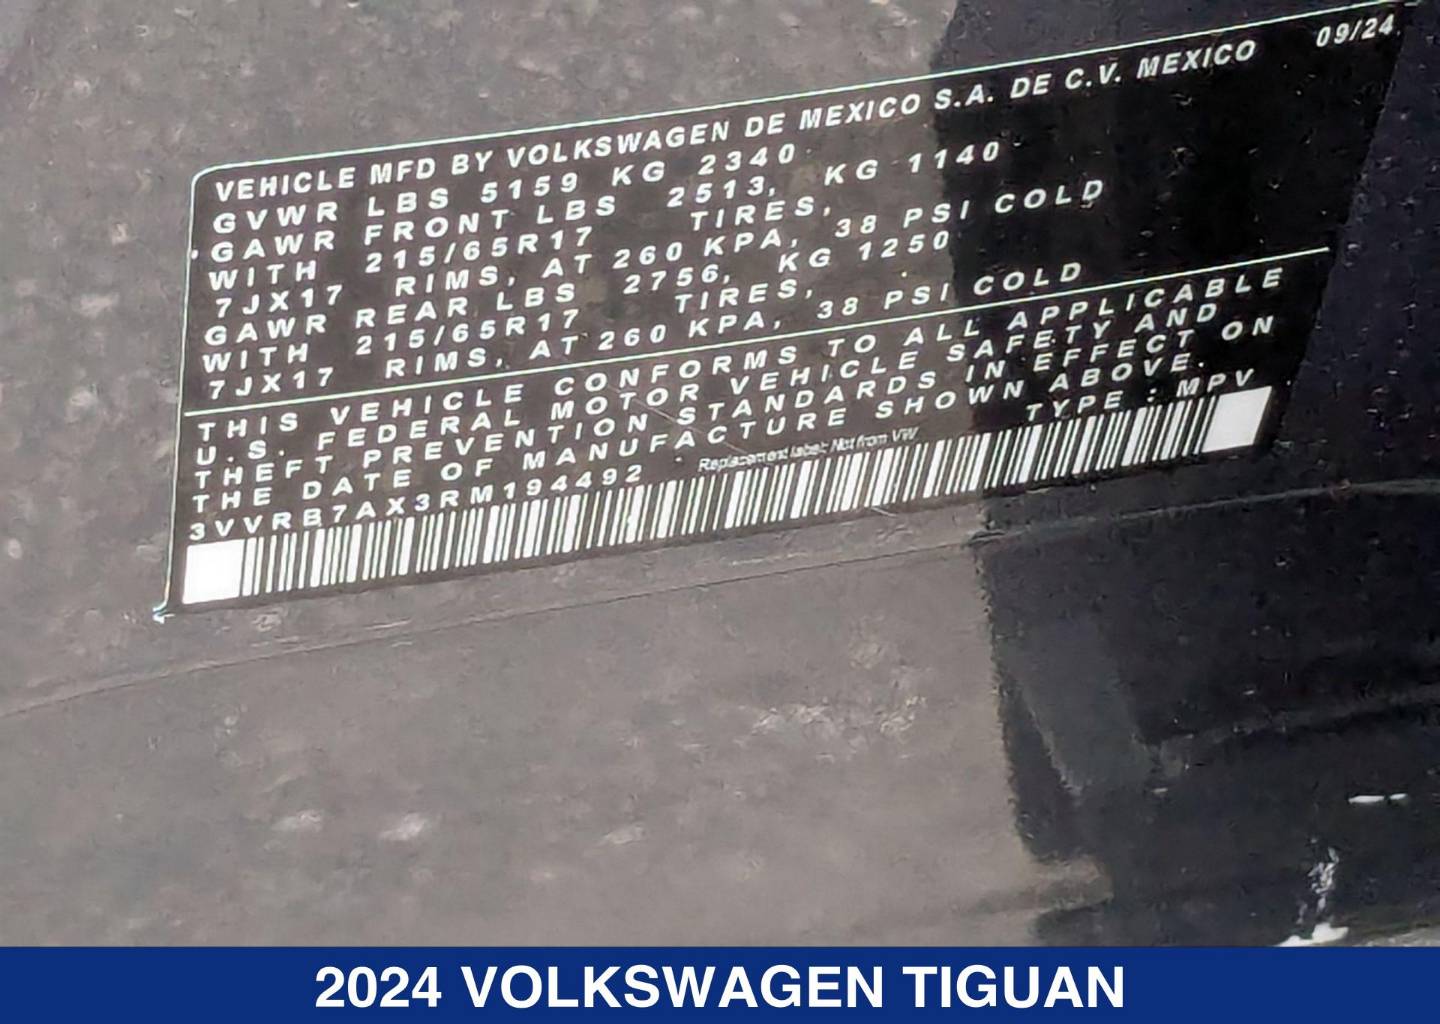 09/24
VEHICLE MFD BY VOLKSWAGEN DE MEXICO S.A. DE C.V. MEXICO
GVWR LBS 5159 KG 2340
GAWR FRONT LBS 2513, KG 1140
WITH 215/65R17 TIRES,
7JX17 RIMS, AT 260 KPA, 38 PSI COLD
GAWR REAR LBS 2756, KG 1250
WITH 215/65R17 TIRES,
7JX17 RIMS, AT 260 KPA, 38 PSI COLD
THIS VEHICLE CONFORMS TO ALL APPLICABLE
U.S. FEDERAL MOTOR VEHICLE SAFETY AND
THEFT PREVENTION STANDARDS IN EFFECT ON
THE DATE OF MANUFACTURE SHOWN ABOVE.
3VVRB7AX3RM194492 TYPE : MPV
Replacement label: Not from VW
2024 VOLKSWAGEN TIGUAN